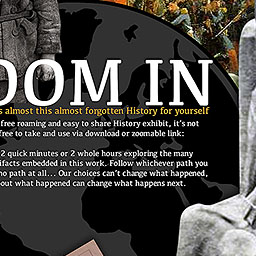 OOM IN
s almost this almost forgotten History for yourself
free roaming and easy to share History exhibit, it's not
free to take and use via download or zoomable link:
2 quick minutes or 2 whole hours exploring the many
ifacts embedded in this work. Follow whichever path you
no path at all... Our choices can't change what happened,
out what happened can change what happens next.